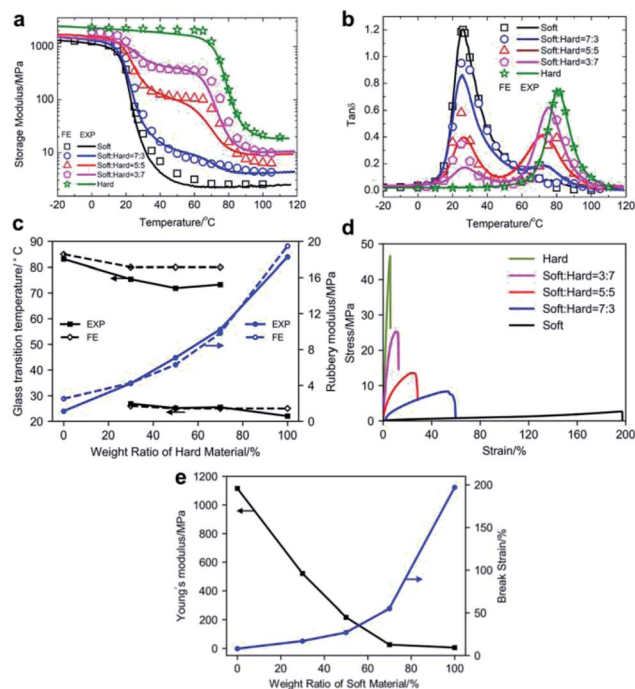 a
Storage Modulus/MPa
1000
100
10
FE EXP
Soft
Soft:Hard=7:3
Soft:Hard=5:5
Soft:Hard=3:7
Hard
-20 0 20 40 60 80 100 120
Temperature/°C
b
Tanδ
1.2
1.0
0.8
0.6
0.4
0.2
0.0
FE EXP
Soft
Soft:Hard=7:3
Soft:Hard=5:5
Soft:Hard=3:7
Hard
-20 0 20 40 60 80 100 120
Temperature/°C
c
Glass transition temperature/°C
90
80
70
60
50
40
30
20
EXP
FE
EXP
FE
20
16
12
8
4
0
Rubbery modulus/MPa
0 20 40 60 80 100
Weight Ratio of Hard Material/%
d
Stress/MPa
50
40
30
20
10
0
Hard
Soft:Hard=3:7
Soft:Hard=5:5
Soft:Hard=7:3
Soft
0 40 80 120 160 200
Strain/%
e
Young's modulus/MPa
1200
1000
800
600
400
200
0
200
150
100
50
0
Break Strain/%
0 20 40 60 80 100
Weight Ratio of Soft Material/%